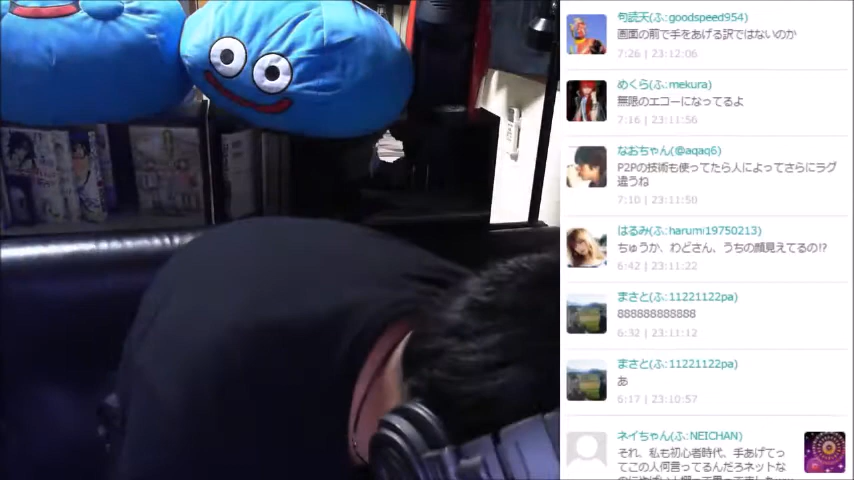 句読天(ふ:goodspeed954)
画面の前で手をあげる訳ではないのか
7:26 | 23:12:06
めくら(ふ:mekura)
無限のエコーになってるよ
7:16 | 23:11:56
なおちゃん(@aqaq6)
P2Pの技術も使ってたら人によってさらにラグ
違うね
7:10 | 23:11:50
はるみ(ふ:harumi19750213)
ちゅうか、わどさん、うちの顔見えてるの!?
6:42 | 23:11:22
まさと(ふ:11221122pa)
888888888888
6:32 | 23:11:12
まさと(ふ:11221122pa)
あ
6:17 | 23:10:57
ネイちゃん(ふ:NEICHAN)
それ、私も初心者時代、手あげてっ
てこの人何言ってるんだろネットな